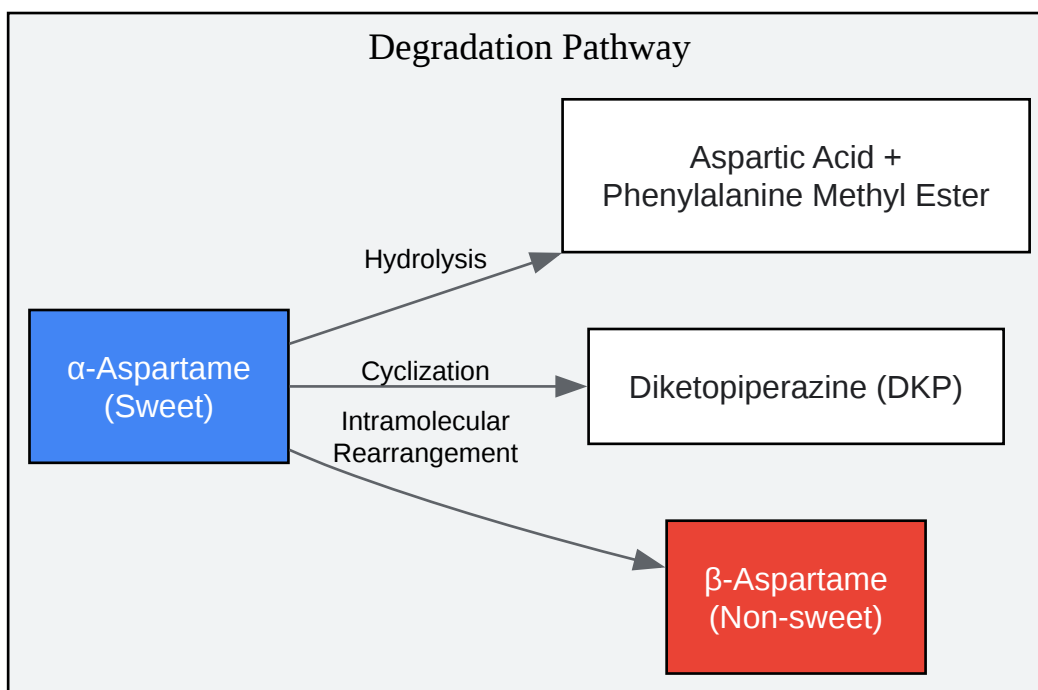 Degradation Pathway
Aspartic Acid +
Phenylalanine Methyl Ester
Hydrolysis
α-Aspartame
(Sweet)
Cyclization
Diketopiperazine (DKP)
Intramolecular
Rearrangement
β-Aspartame
(Non-sweet)